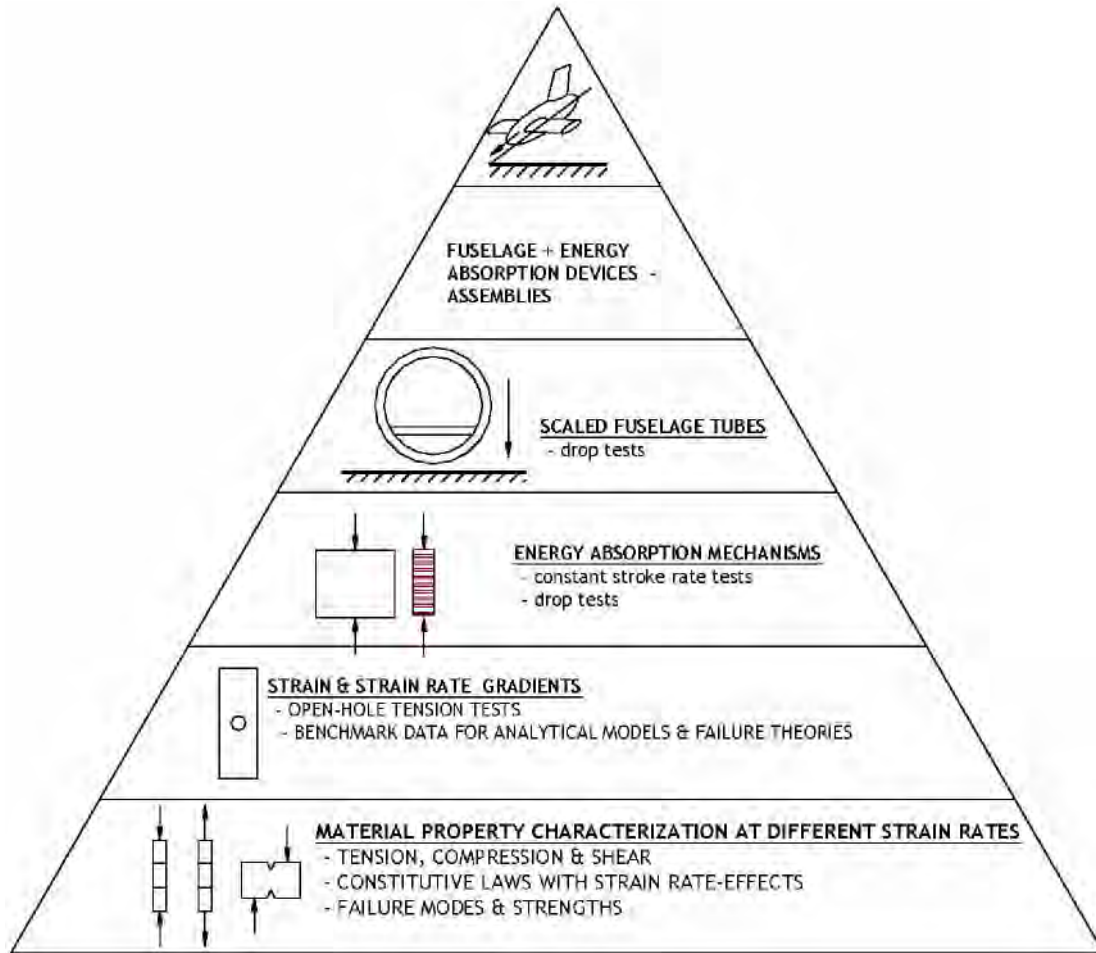 FUSELAGE + ENERGY
ABSORPTION DEVICES -
ASSEMBLIES
SCALED FUSELAGE TUBES
- drop tests
ENERGY ABSORPTION MECHANISMS
- constant stroke rate tests
- drop tests
STRAIN & STRAIN RATE GRADIENTS
- OPEN-HOLE TENSION TESTS
- BENCHMARK DATA FOR ANALYTICAL MODELS & FAILURE THEORIES
MATERIAL PROPERTY CHARACTERIZATION AT DIFFERENT STRAIN RATES
- TENSION, COMPRESSION & SHEAR
- CONSTITUTIVE LAWS WITH STRAIN RATE-EFFECTS
- FAILURE MODES & STRENGTHS